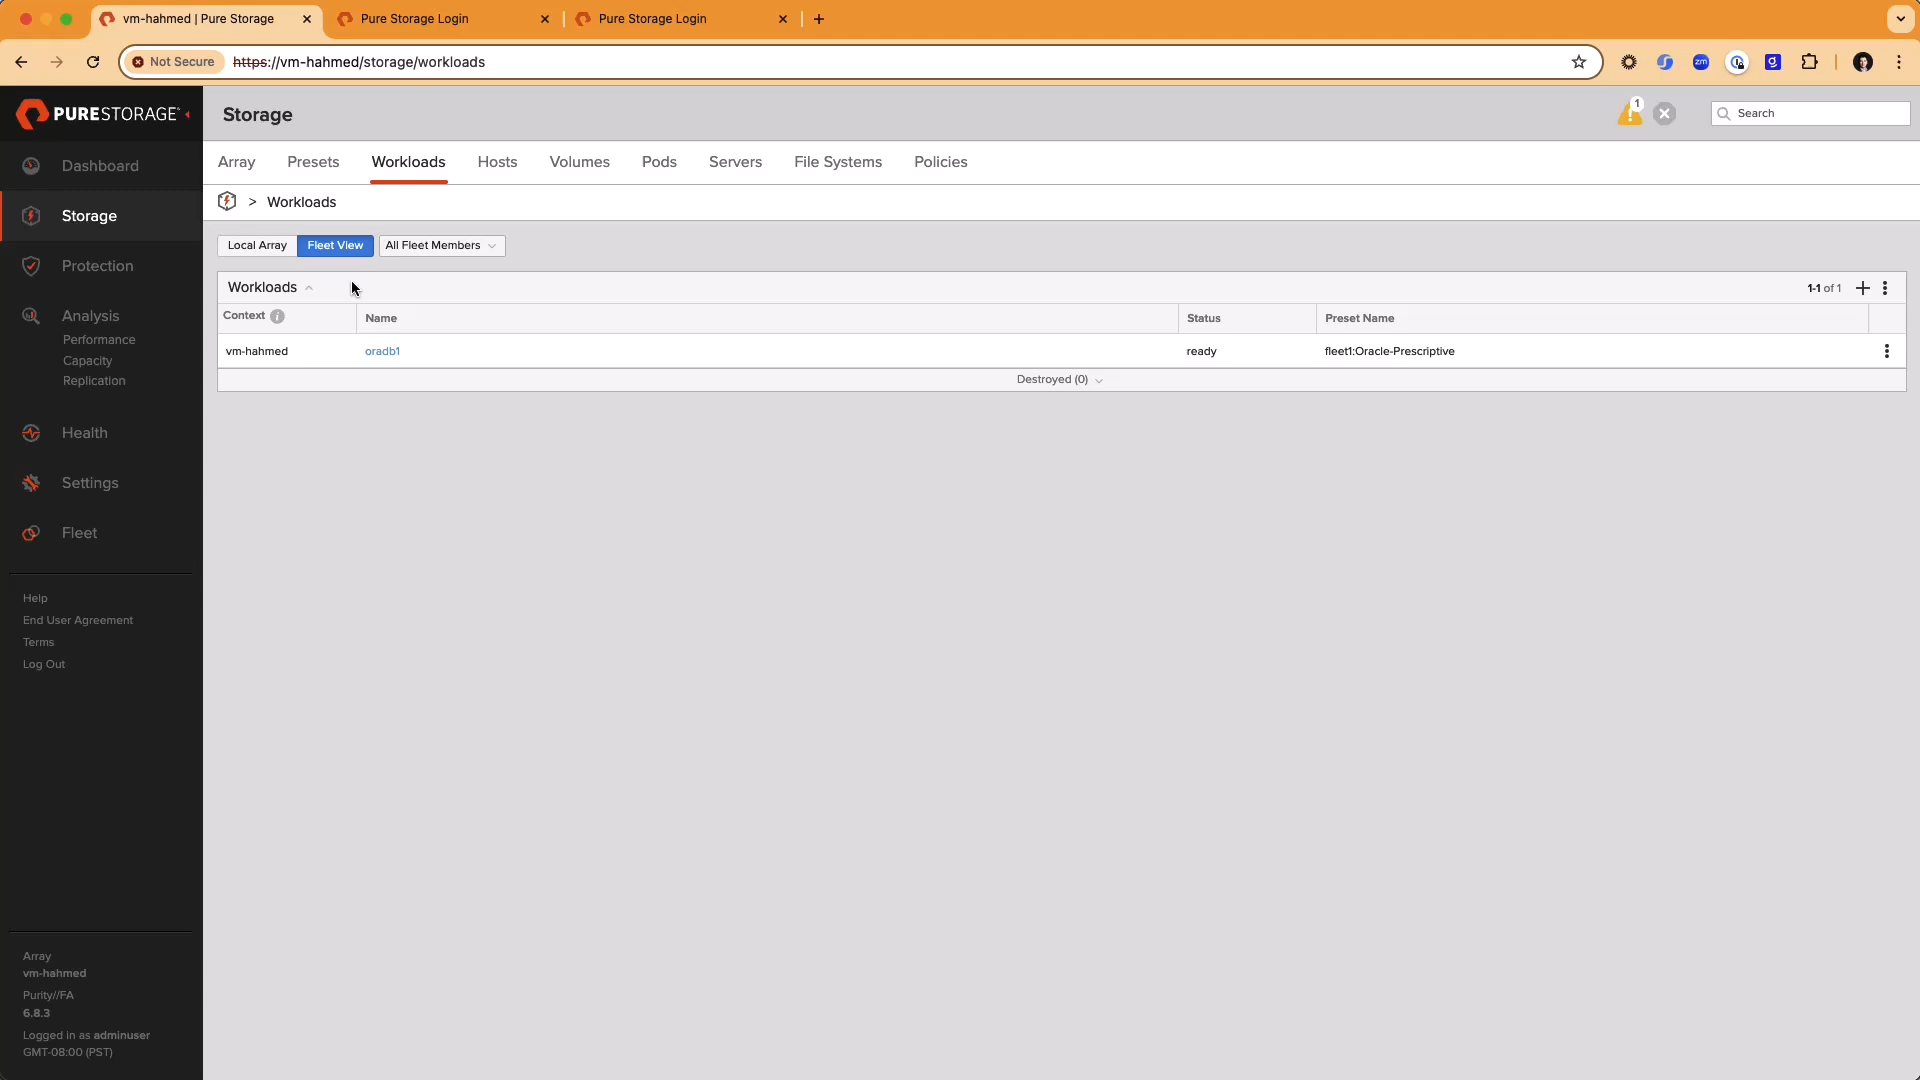 vm-hahmed | Pure Storage
Pure Storage Login
Pure Storage Login
Not Secure https://vm-hahmed/storage/workloads
zm
g
PURESTORAGE
Storage
1
Search
Dashboard
Storage
Protection
Analysis
Performance
Capacity
Replication
Health
Settings
Fleet
Help
End User Agreement
Terms
Log Out
Array
vm-hahmed
Purity//FA
6.8.3
Logged in as adminuser
GMT-08:00 (PST)
Array Presets Workloads Hosts Volumes Pods Servers File Systems Policies
> Workloads
Local Array Fleet View All Fleet Members
Workloads 1-1 of 1
Context i Name Status Preset Name
vm-hahmed oradb1 ready fleet1:Oracle-Prescriptive
Destroyed (0)